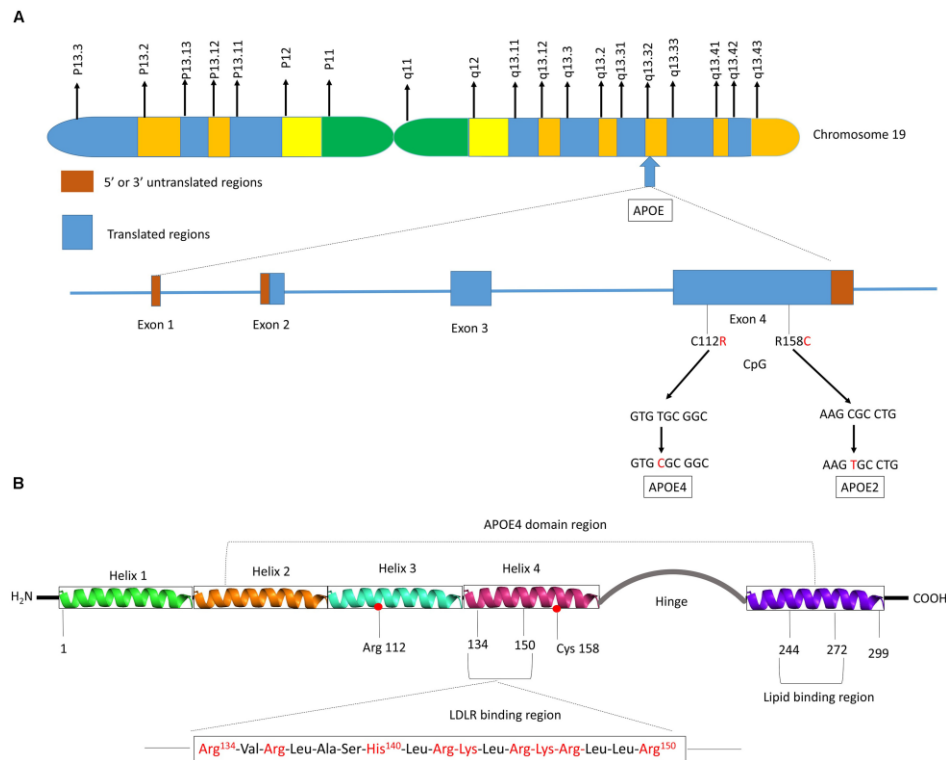 A
P13.3 P13.2 P13.13 P13.12 P13.11 P12 P11 q11 q12 q13.11 q13.12 q13.3 q13.2 q13.31 q13.32 q13.33 q13.41 q13.42 q13.43
Chromosome 19
5' or 3' untranslated regions
APOE
Translated regions
Exon 1 Exon 2 Exon 3 Exon 4
C112R R158C
CpG
GTG TGC GGC AAG CGC CTG
GTG CGC GGC AAG TGC CTG
APOE4 APOE2
B
APOE4 domain region
Helix 1 Helix 2 Helix 3 Helix 4
H₂N Hinge COOH
1 Arg 112 134 150 Cys 158 244 272 299
Lipid binding region
LDLR binding region
Arg¹³⁴-Val-Arg-Leu-Ala-Ser-His¹⁴⁰-Leu-Arg-Lys-Leu-Arg-Lys-Arg-Leu-Leu-Arg¹⁵⁰